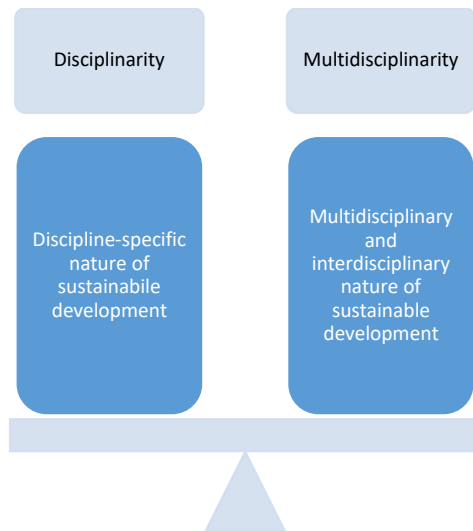 Disciplinarity
Multidisciplinarity
Discipline-specific
nature of
sustainabile
development
Multidisciplinary
and
interdisciplinary
nature of
sustainable
development